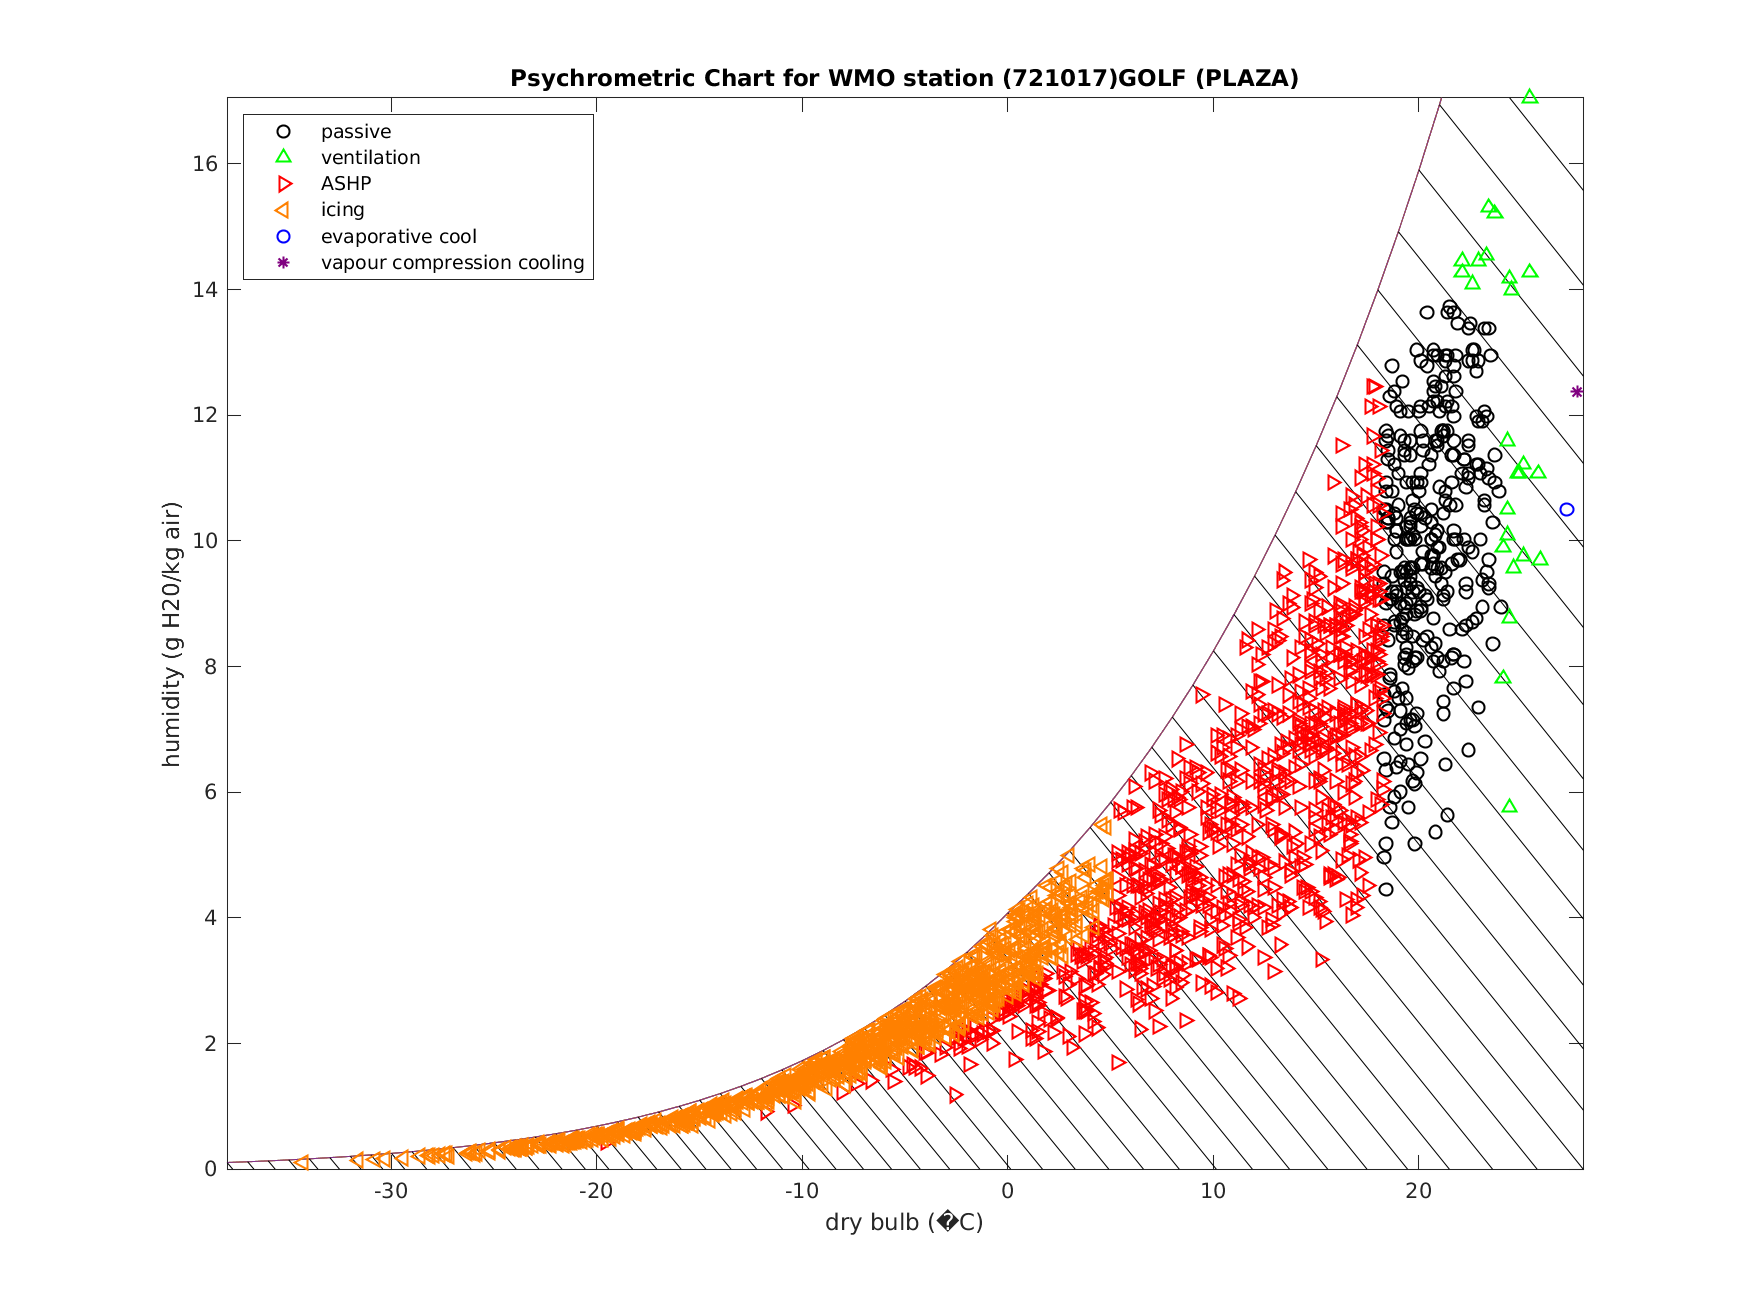 Psychrometric Chart for WMO station (721017)GOLF (PLAZA)
passive
ventilation
ASHP
icing
evaporative cool
vapour compression cooling
humidity (g H20/kg air)
16
14
12
10
8
6
4
2
0
-30 -20 -10 0 10 20
dry bulb (�C)